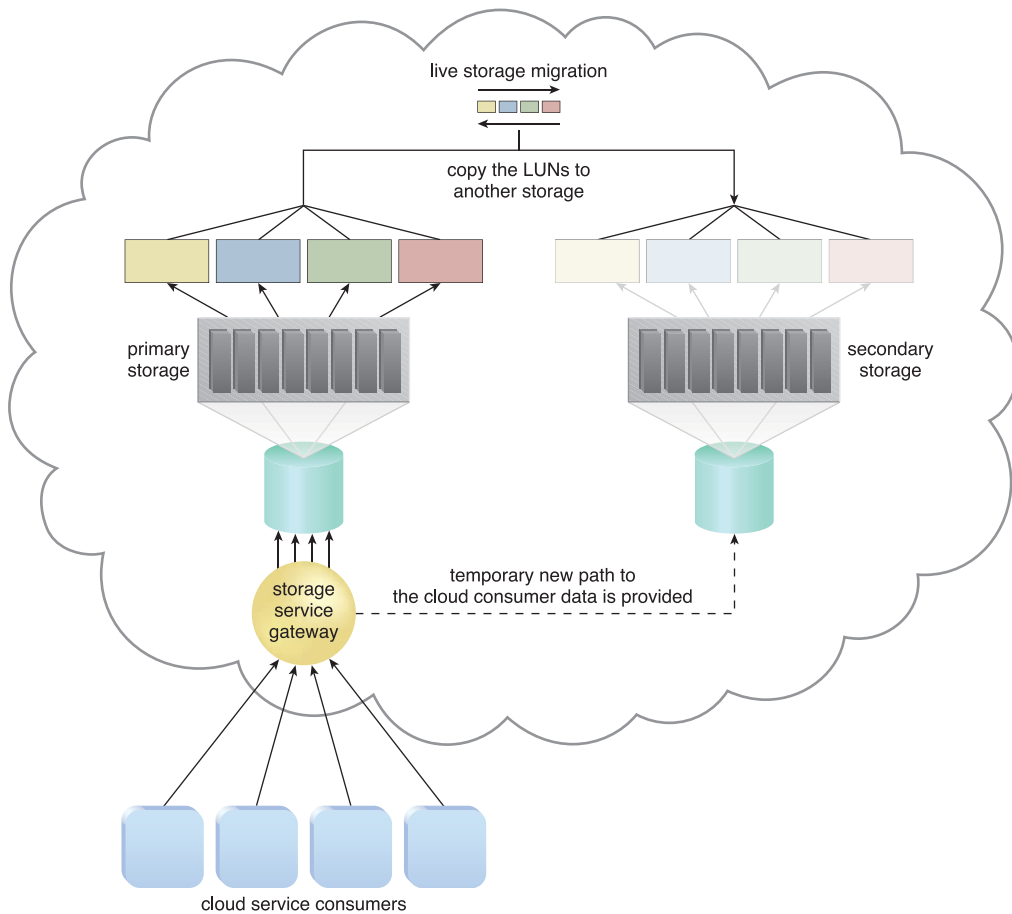 live storage migration
copy the LUNs to
another storage
primary
storage
secondary
storage
temporary new path to
the cloud consumer data is provided
storage
service
gateway
cloud service consumers